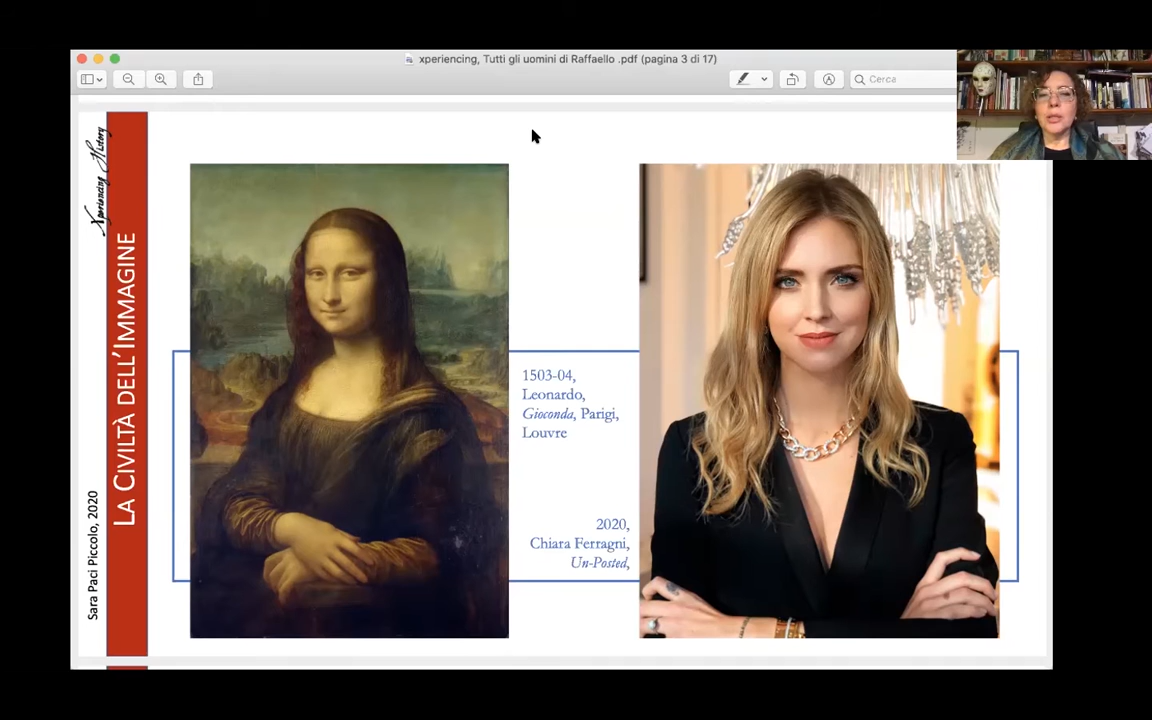 xperiencing, Tutti gli uomini di Raffaello .pdf (pagina 3 di 17)
Cerca
Xperiencing History
LA CIVILTÀ DELL'IMMAGINE
Sara Paci Piccolo, 2020
1503-04,
Leonardo,
Gioconda, Parigi,
Louvre
2020,
Chiara Ferragni,
Un-Posted,